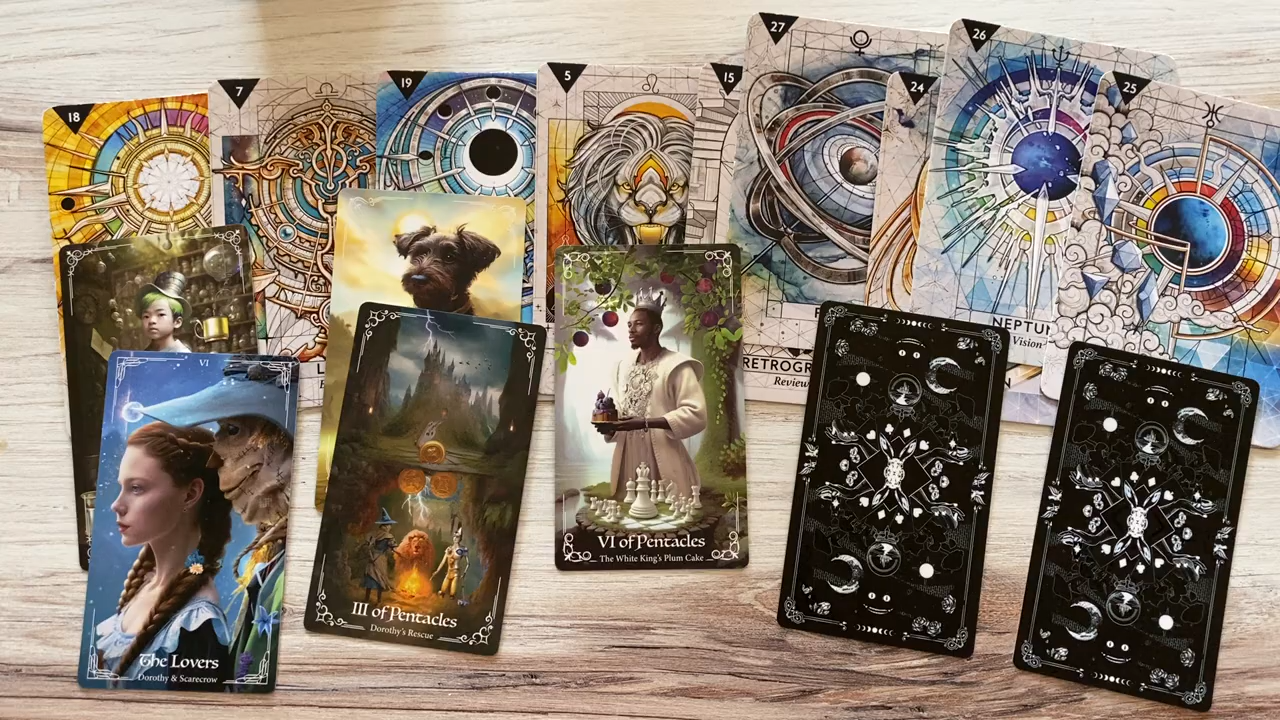 18
7
19
5
15
27
24
26
25
RETROGR
Review
NEPTUN
Vision
VI
The Lovers
Dorothy & Scarecrow
III of Pentacles
Dorothy's Rescue
VI of Pentacles
The White King's Plum Cake